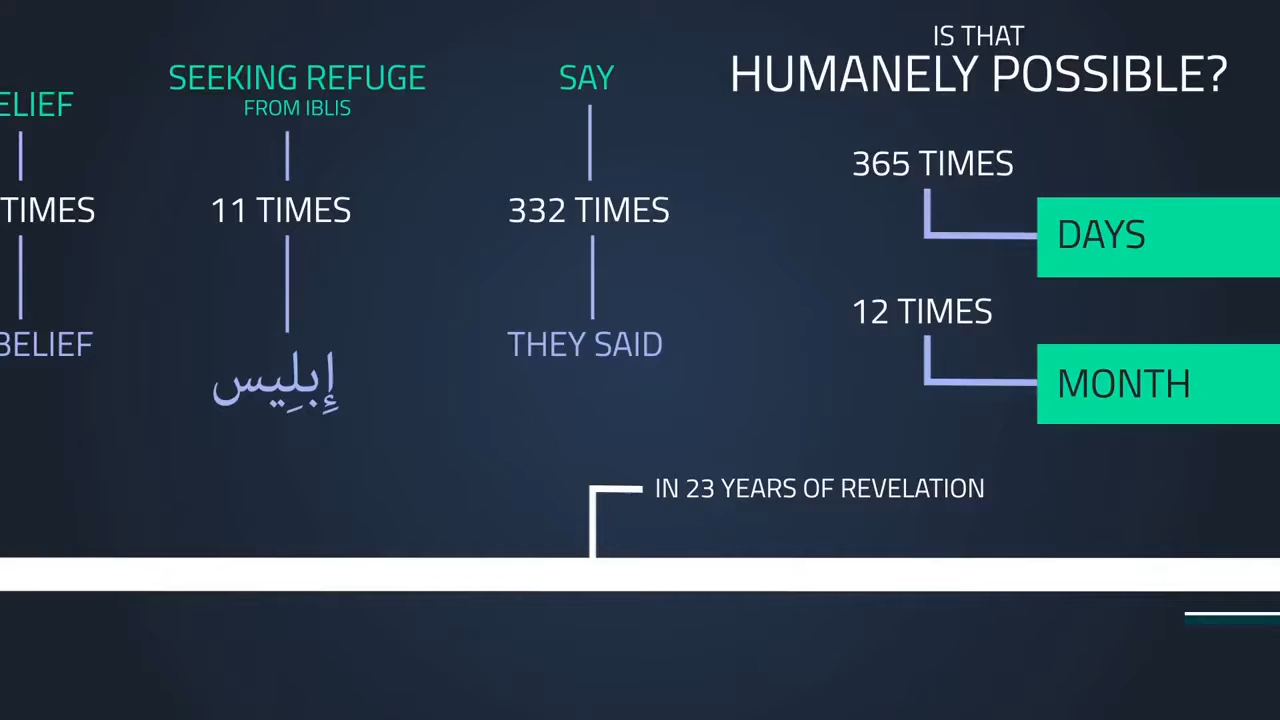 ELIEF
TIMES
BELIEF
SEEKING REFUGE
FROM IBLIS
11 TIMES
إِبلِيس
SAY
332 TIMES
THEY SAID
IS THAT
HUMANELY POSSIBLE?
365 TIMES
DAYS
12 TIMES
MONTH
IN 23 YEARS OF REVELATION